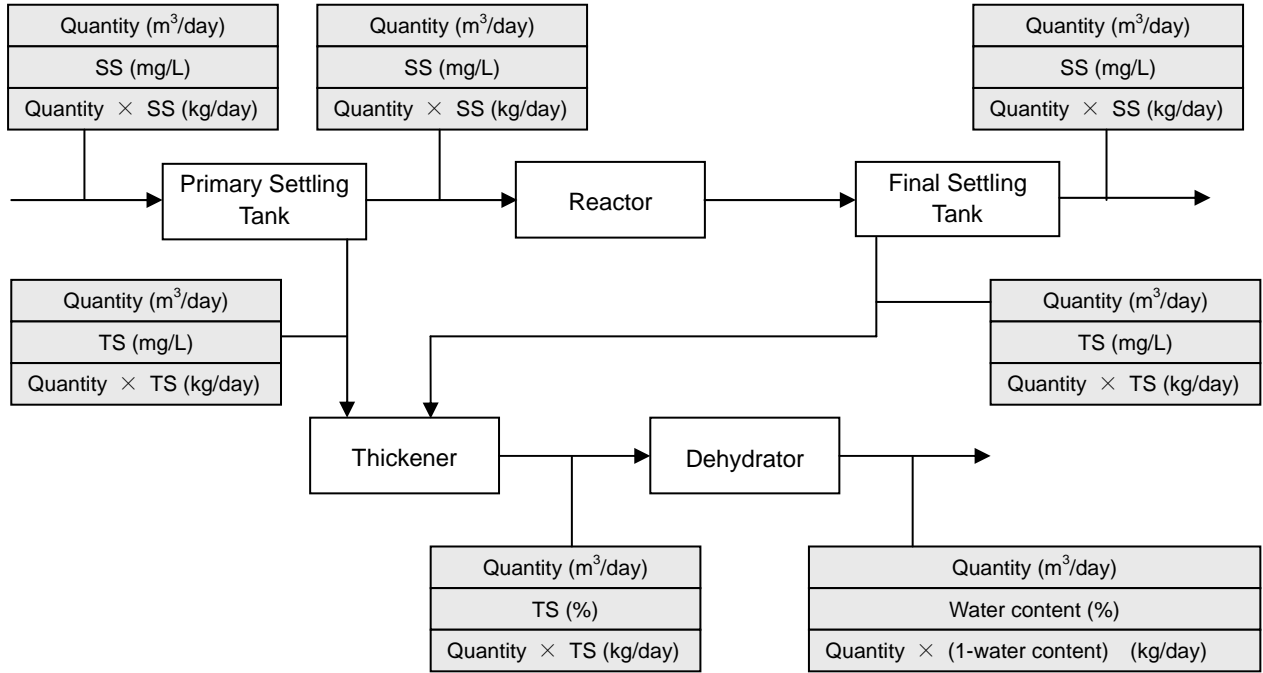 Quantity (m³/day)
SS (mg/L)
Quantity × SS (kg/day)
Quantity (m³/day)
SS (mg/L)
Quantity × SS (kg/day)
Quantity (m³/day)
SS (mg/L)
Quantity × SS (kg/day)
Primary Settling
Tank
Reactor
Final Settling
Tank
Quantity (m³/day)
TS (mg/L)
Quantity × TS (kg/day)
Quantity (m³/day)
TS (mg/L)
Quantity × TS (kg/day)
Thickener
Dehydrator
Quantity (m³/day)
TS (%)
Quantity × TS (kg/day)
Quantity (m³/day)
Water content (%)
Quantity × (1-water content) (kg/day)